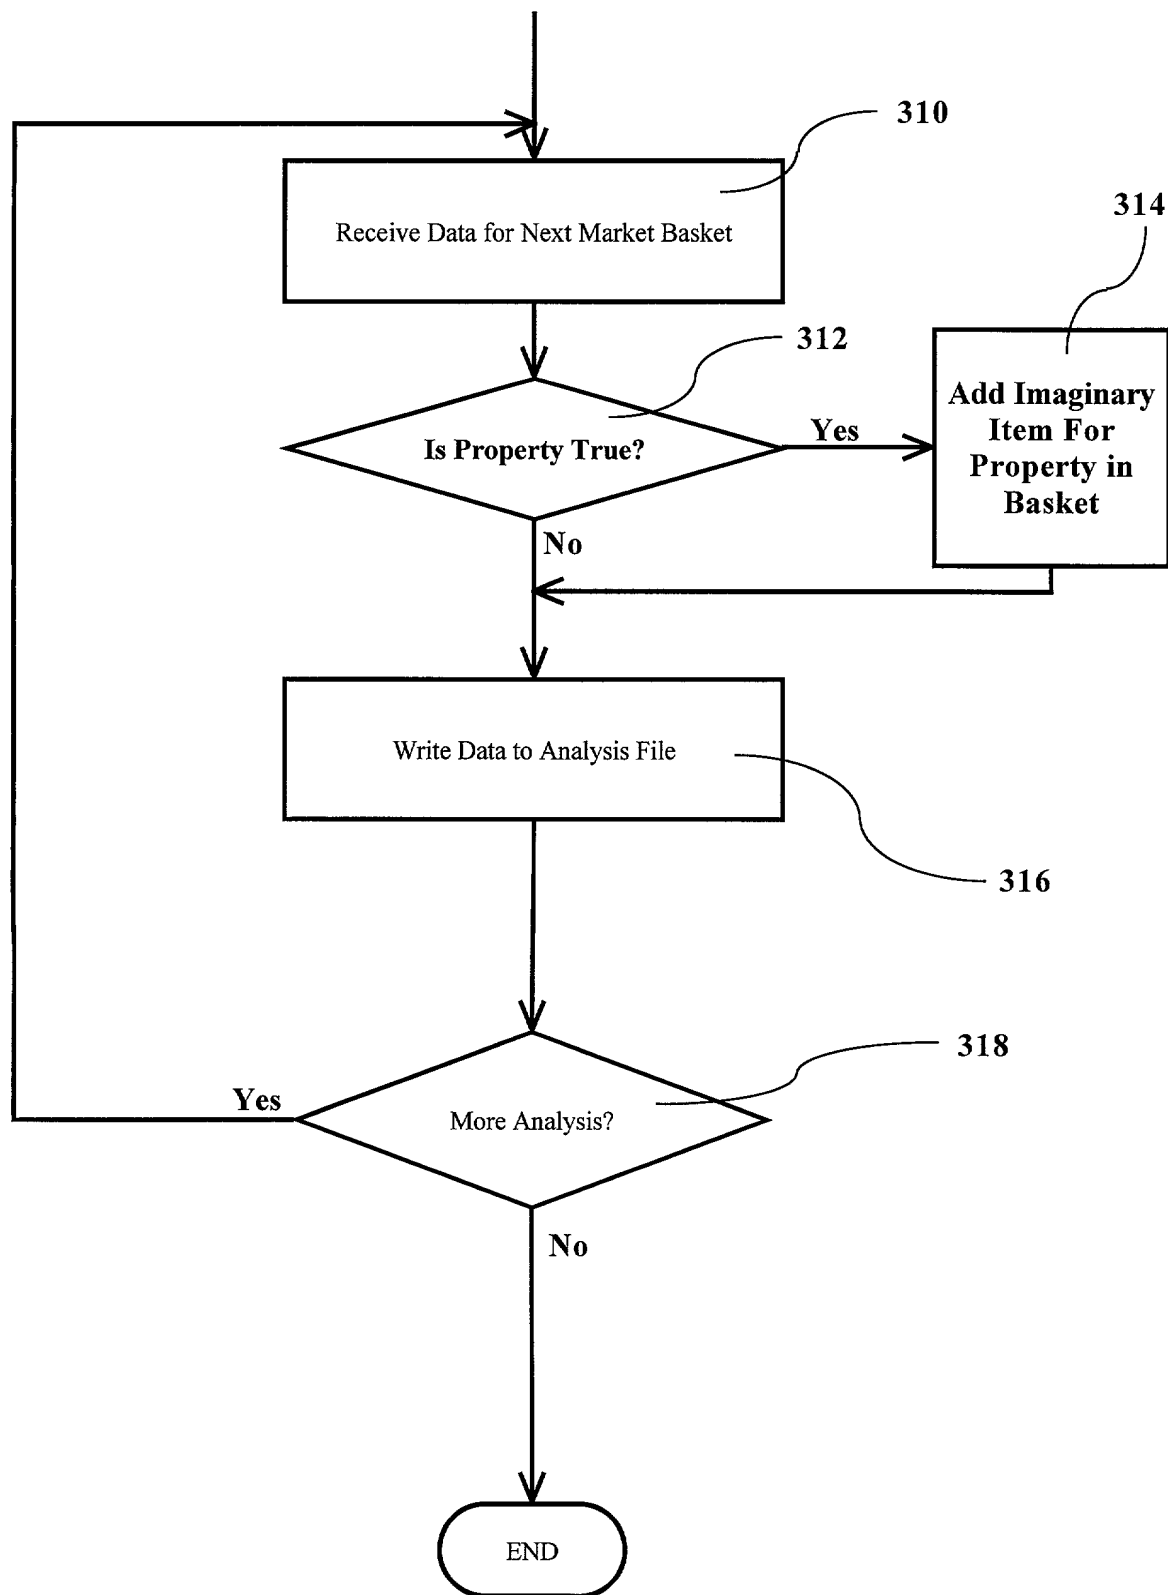 310
Receive Data for Next Market Basket
314
312
Add Imaginary
Item For
Property in
Basket
Is Property True?
Yes
No
Write Data to Analysis File
316
318
Yes
More Analysis?
No
END